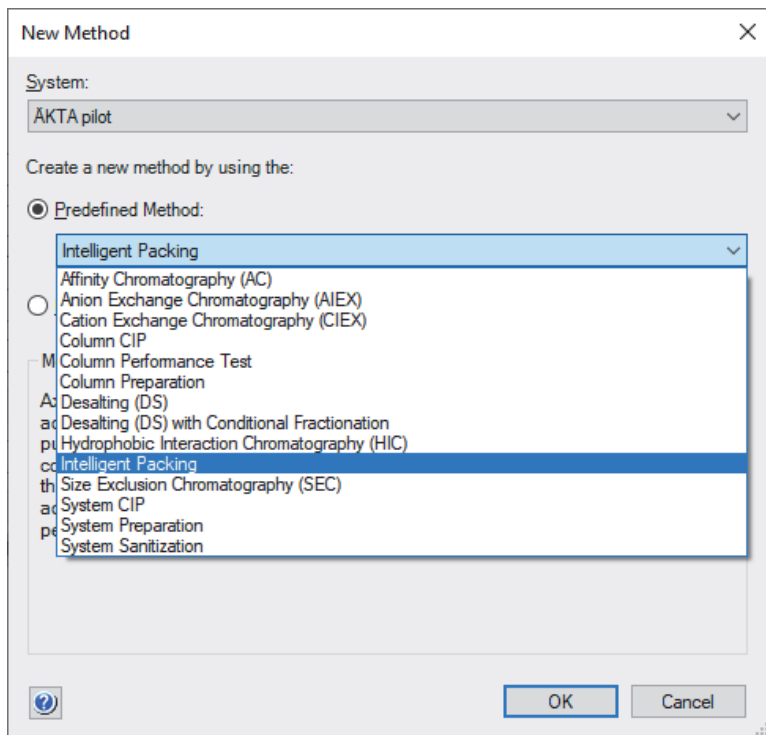 New Method
System:
ÄKTA pilot
Create a new method by using the:
Predefined Method:
Intelligent Packing
Affinity Chromatography (AC)
Anion Exchange Chromatography (AIEX)
Cation Exchange Chromatography (CIEX)
Column CIP
Column Performance Test
Column Preparation
Desalting (DS)
Desalting (DS) with Conditional Fractionation
Hydrophobic Interaction Chromatography (HIC)
Intelligent Packing
Size Exclusion Chromatography (SEC)
System CIP
System Preparation
System Sanitization
OK
Cancel